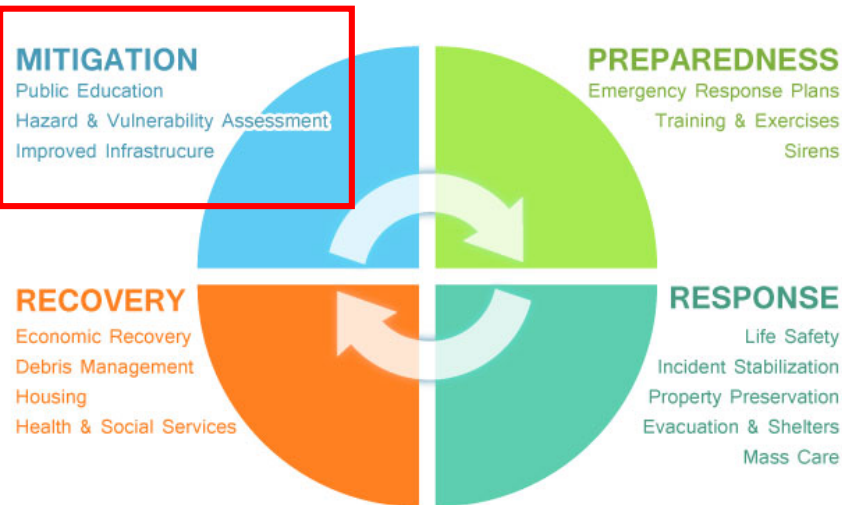 MITIGATION
Public Education
Hazard & Vulnerability Assessment
Improved Infrastrucure
PREPAREDNESS
Emergency Response Plans
Training & Exercises
Sirens
RECOVERY
Economic Recovery
Debris Management
Housing
Health & Social Services
RESPONSE
Life Safety
Incident Stabilization
Property Preservation
Evacuation & Shelters
Mass Care